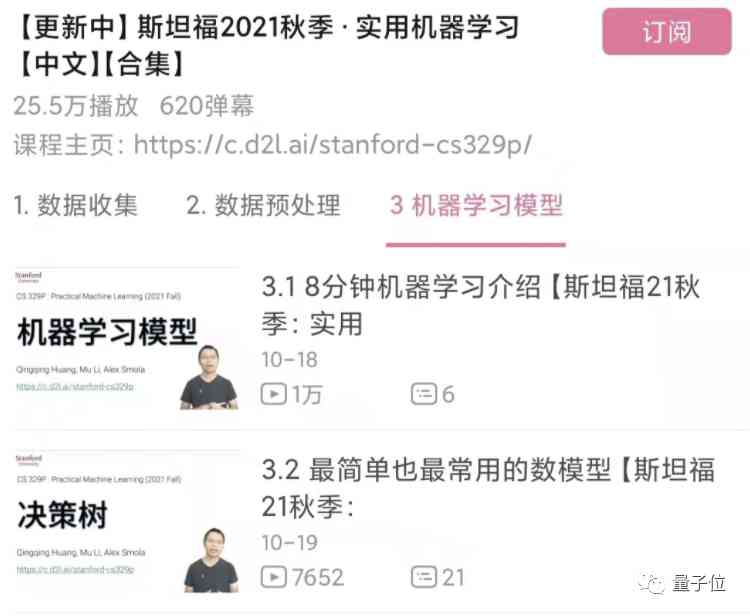 【更新中】斯坦福2021秋季·实用机器学习
【中文】【合集】
订阅
25.5万播放 620弹幕
课程主页：https://c.d2l.ai/stanford-cs329p/
1. 数据收集
2. 数据预处理
3 机器学习模型
Stanford
University
CS 329P : Practical Machine Learning (2021 Fall)
机器学习模型
Qingqing Huang, Mu Li, Alex Smola
https://c.d2l.ai/stanford-cs329p
3.1 8分钟机器学习介绍【斯坦福21秋
季：实用
10-18
1万
6
Stanford
University
CS 329P : Practical Machine Learning (2021 Fall)
决策树
Qingqing Huang, Mu Li, Alex Smola
https://c.d2l.ai/stanford-cs329p
3.2 最简单也最常用的数模型【斯坦福
21秋季：
10-19
7652
21
量子位